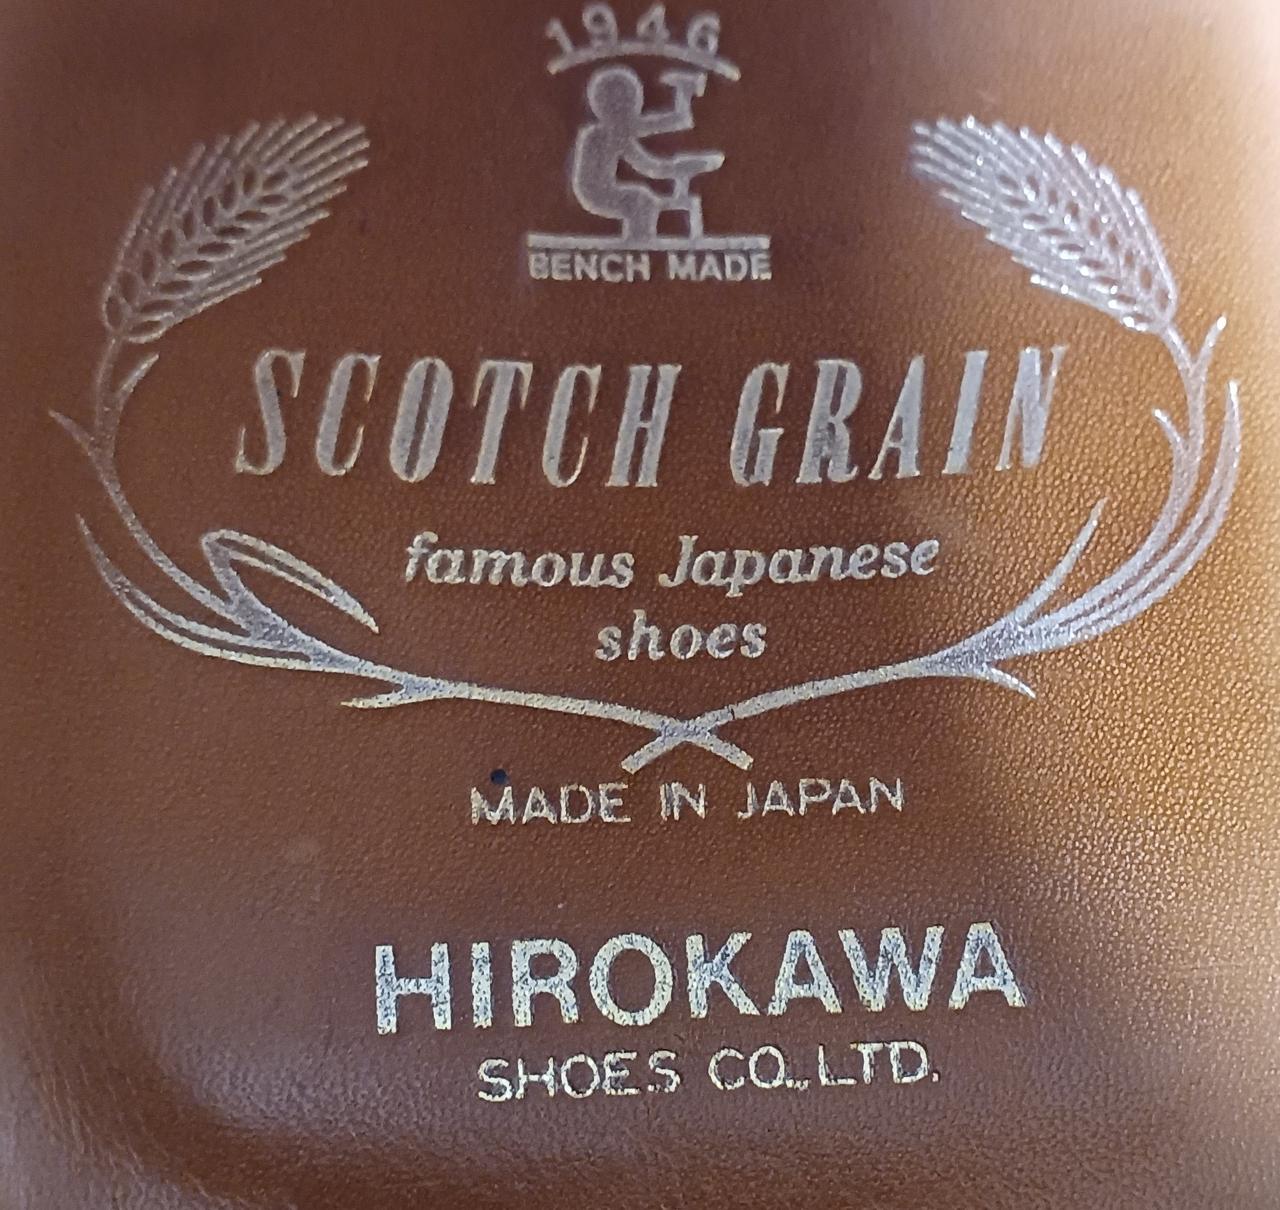 1946
BENCH MADE
SCOTCH GRAIN
famous Japanese
shoes
MADE IN JAPAN
HIROKAWA
SHOES CO.,LTD.